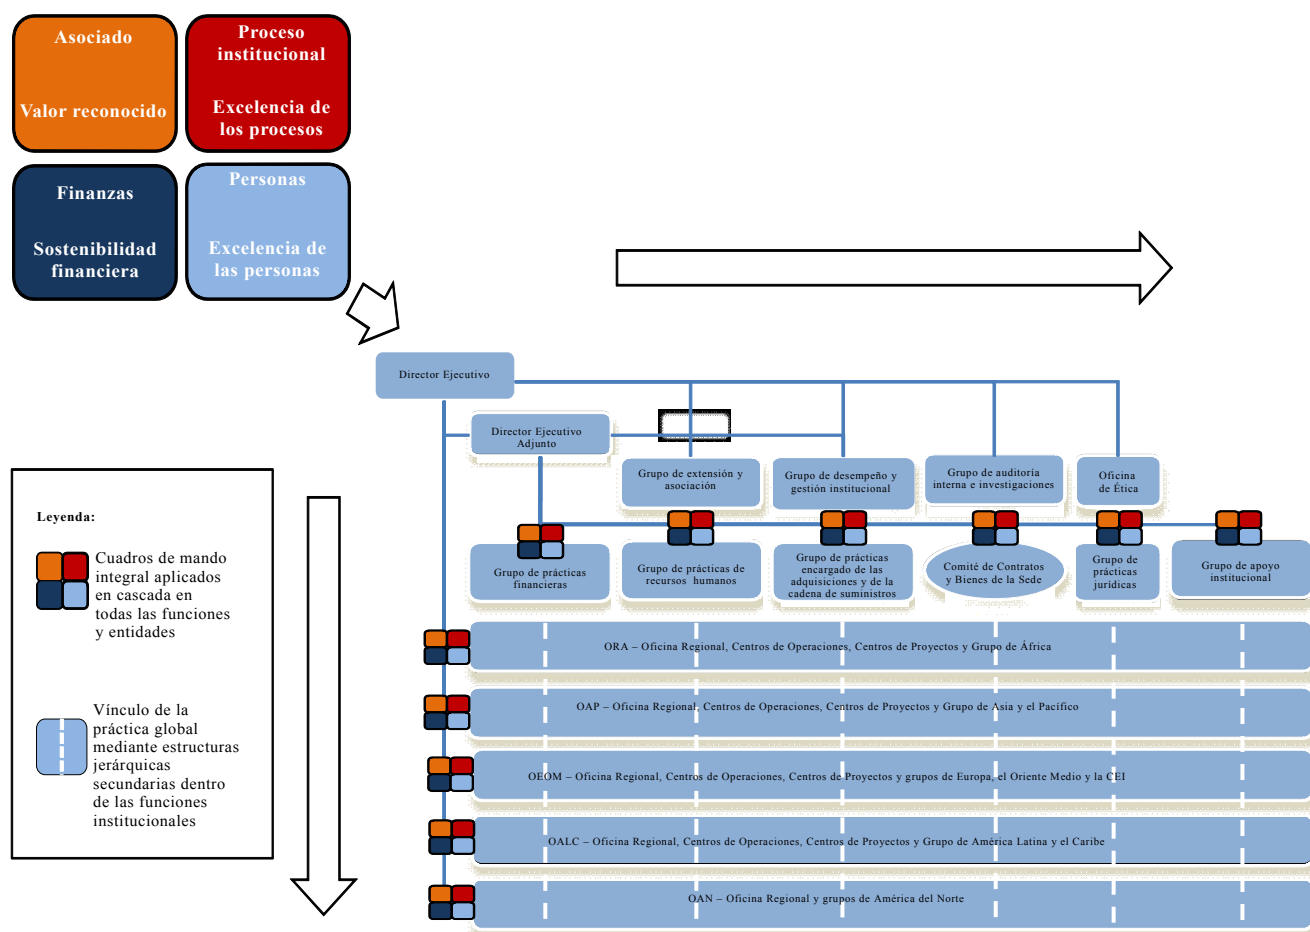 Asociado
Valor reconocido
Proceso
institucional
Excelencia de
los procesos
Finanzas
Sostenibilidad
financiera
Personas
Excelencia de
las personas
Director Ejecutivo
Director Ejecutivo
Adjunto
Grupo de extensión y
asociación
Grupo de desempeño y
gestión institucional
Grupo de auditoría
interna e investigaciones
Oficina
de Ética
Grupo de prácticas
financieras
Grupo de prácticas de
recursos humanos
Grupo de prácticas
encargado de las
adquisiciones y de la
cadena de suministros
Comité de Contratos
y Bienes de la Sede
Grupo de
prácticas
jurídicas
Grupo de apoyo
institucional
ORA – Oficina Regional, Centros de Operaciones, Centros de Proyectos y Grupo de África
OAP – Oficina Regional, Centros de Operaciones, Centros de Proyectos y Grupo de Asia y el Pacífico
OEOM – Oficina Regional, Centros de Operaciones, Centros de Proyectos y grupos de Europa, el Oriente Medio y la CEI
OALC – Oficina Regional, Centros de Operaciones, Centros de Proyectos y Grupo de América Latina y el Caribe
OAN – Oficina Regional y grupos de América del Norte
Leyenda:
Cuadros de mando
integral aplicados
en cascada en
todas las funciones
y entidades
Vínculo de la
práctica global
mediante estructuras
jerárquicas
secundarias dentro
de las funciones
institucionales